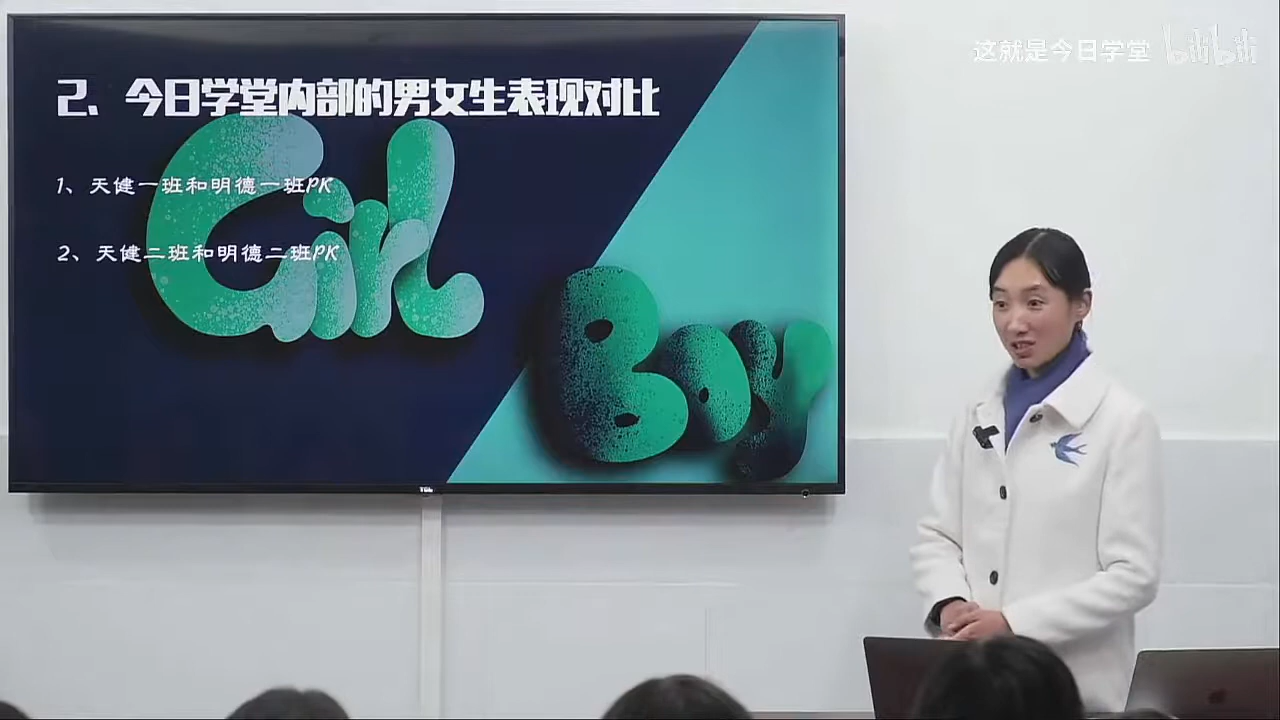 这就是今日学堂 bilibili
2、今日学堂内部的男女生表现对比
1、天健一班和明德一班PK
2、天健二班和明德二班PK
Girl
Boy